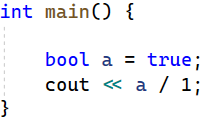 int main() {
    bool a = true;
    cout << a / 1;
}